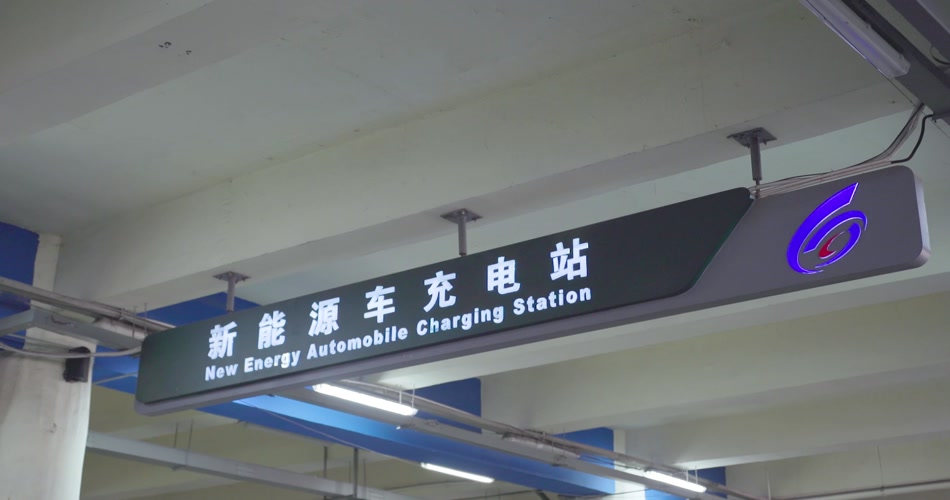 新能源车充电站
New Energy Automobile Charging Station